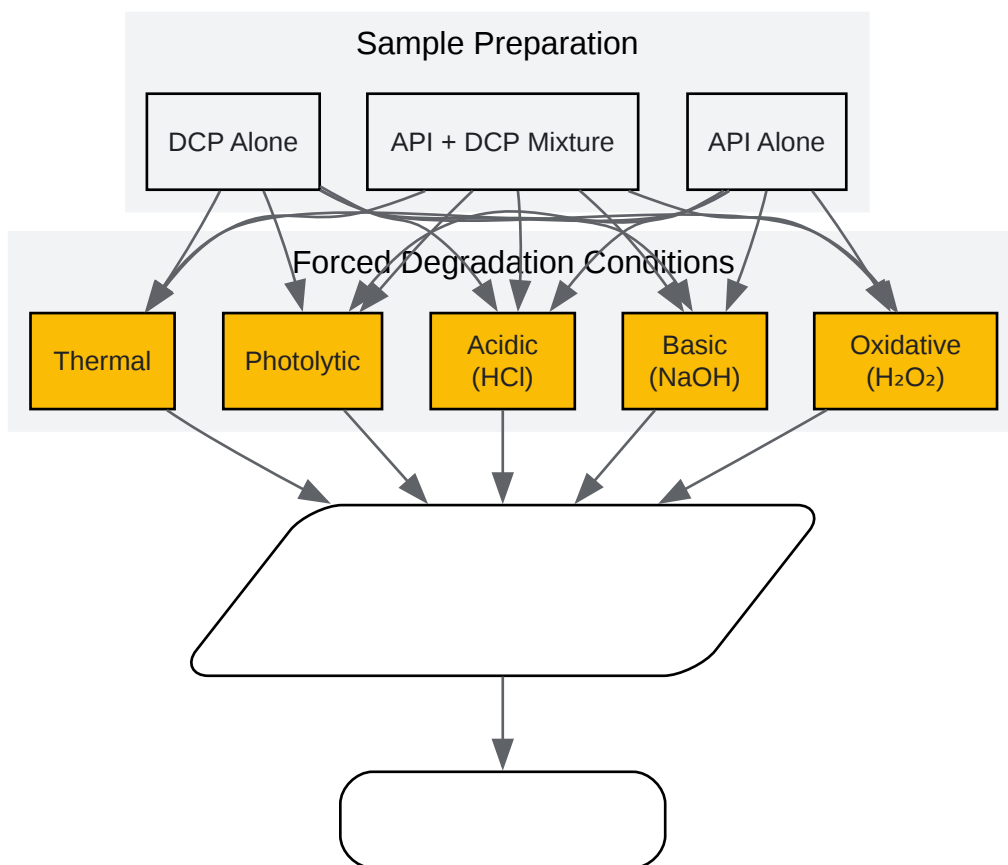 Sample Preparation
DCP Alone
API + DCP Mixture
API Alone
Forced Degradation Conditions
Thermal
Photolytic
Acidic
(HCl)
Basic
(NaOH)
Oxidative
(H₂O₂)